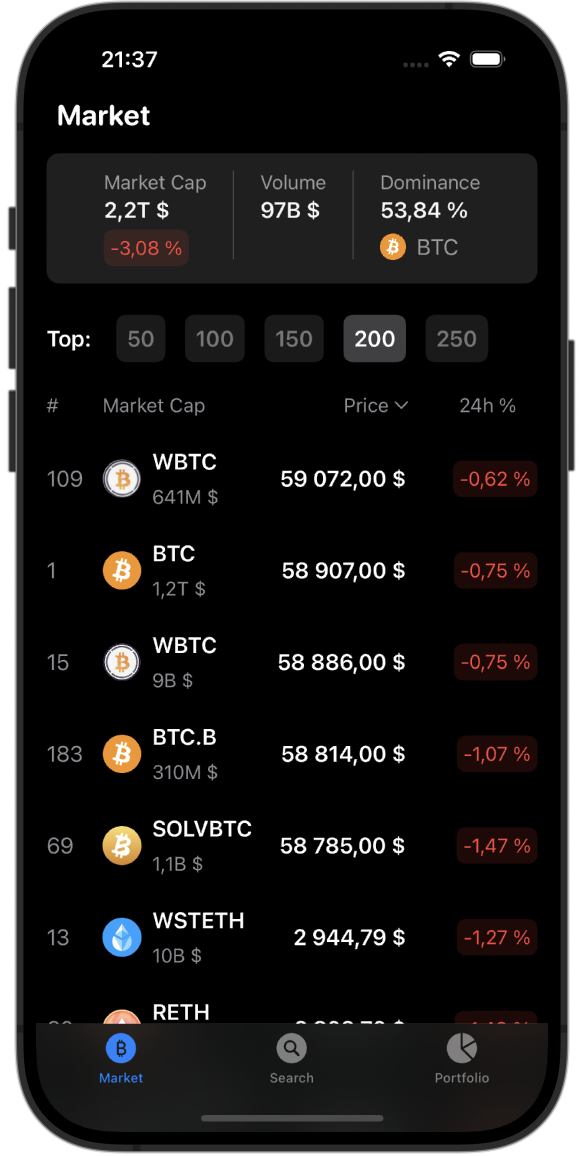 21:37
Market
Market Cap Volume Dominance
2,2T $ 97B $ 53,84 %
-3,08 % BTC
Top: 50 100 150 200 250
# Market Cap Price 24h %
WBTC
109 59 072,00 $ -0,62 %
641M $
BTC
1 58 907,00 $ -0,75 %
1,2T $
WBTC
15 58 886,00 $ -0,75 %
9B $
BTC.B
183 58 814,00 $ -1,07 %
310M $
SOLVBTC
69 58 785,00 $ -1,47 %
1,1B $
WSTETH
13 2 944,79 $ -1,27 %
10B $
RETH
Market Search Portfolio